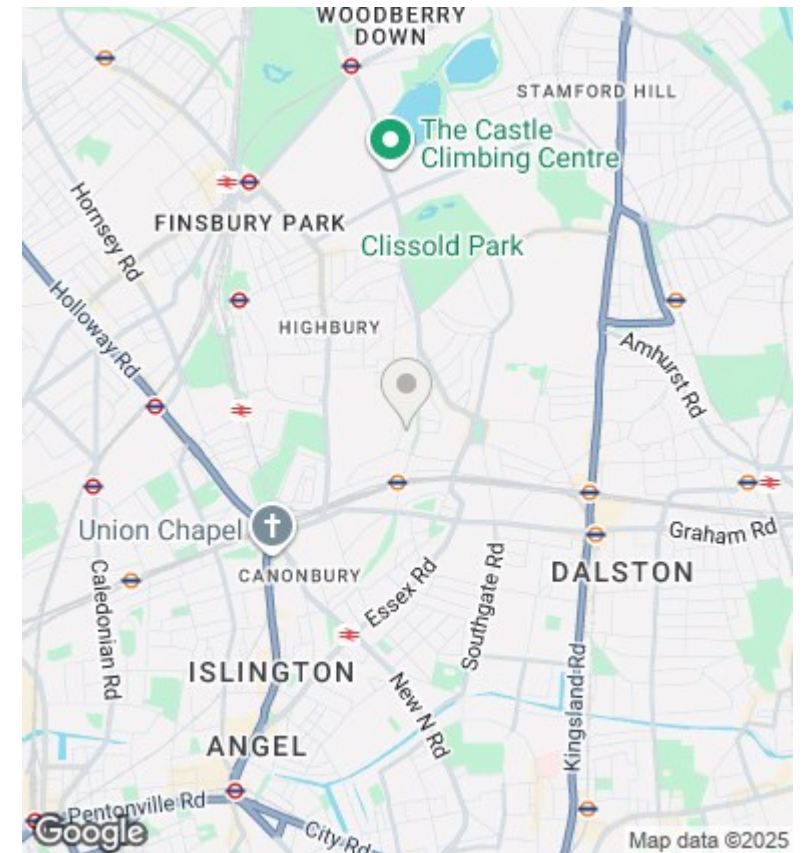 WOODBERRY
DOWN
STAMFORD HILL
The Castle
Climbing Centre
FINSBURY PARK
Hornsey Rd
Clissold Park
Holloway Rd
HIGHBURY
Amhurst Rd
Union Chapel
Graham Rd
CANONBURY
Essex Rd
DALSTON
Caledonian Rd
Southgate Rd
ISLINGTON
New N Rd
Kingsland Rd
ANGEL
Pentonville Rd
City Rd
Google
Map data ©2025